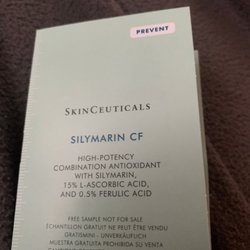 PREVENT
SKINCEUTICALS
SILYMARIN CF
HIGH-POTENCY
COMBINATION ANTIOXIDANT
WITH SILYMARIN,
15% L-ASCORBIC ACID,
AND 0.5% FERULIC ACID
FREE SAMPLE NOT FOR SALE
ÉCHANTILLON GRATUIT NE PEUT ÊTRE VENDU
GRATISMINI - UNVERKÄUFLICH
MUESTRA GRATUITA PROHIBIDA SU VENTA